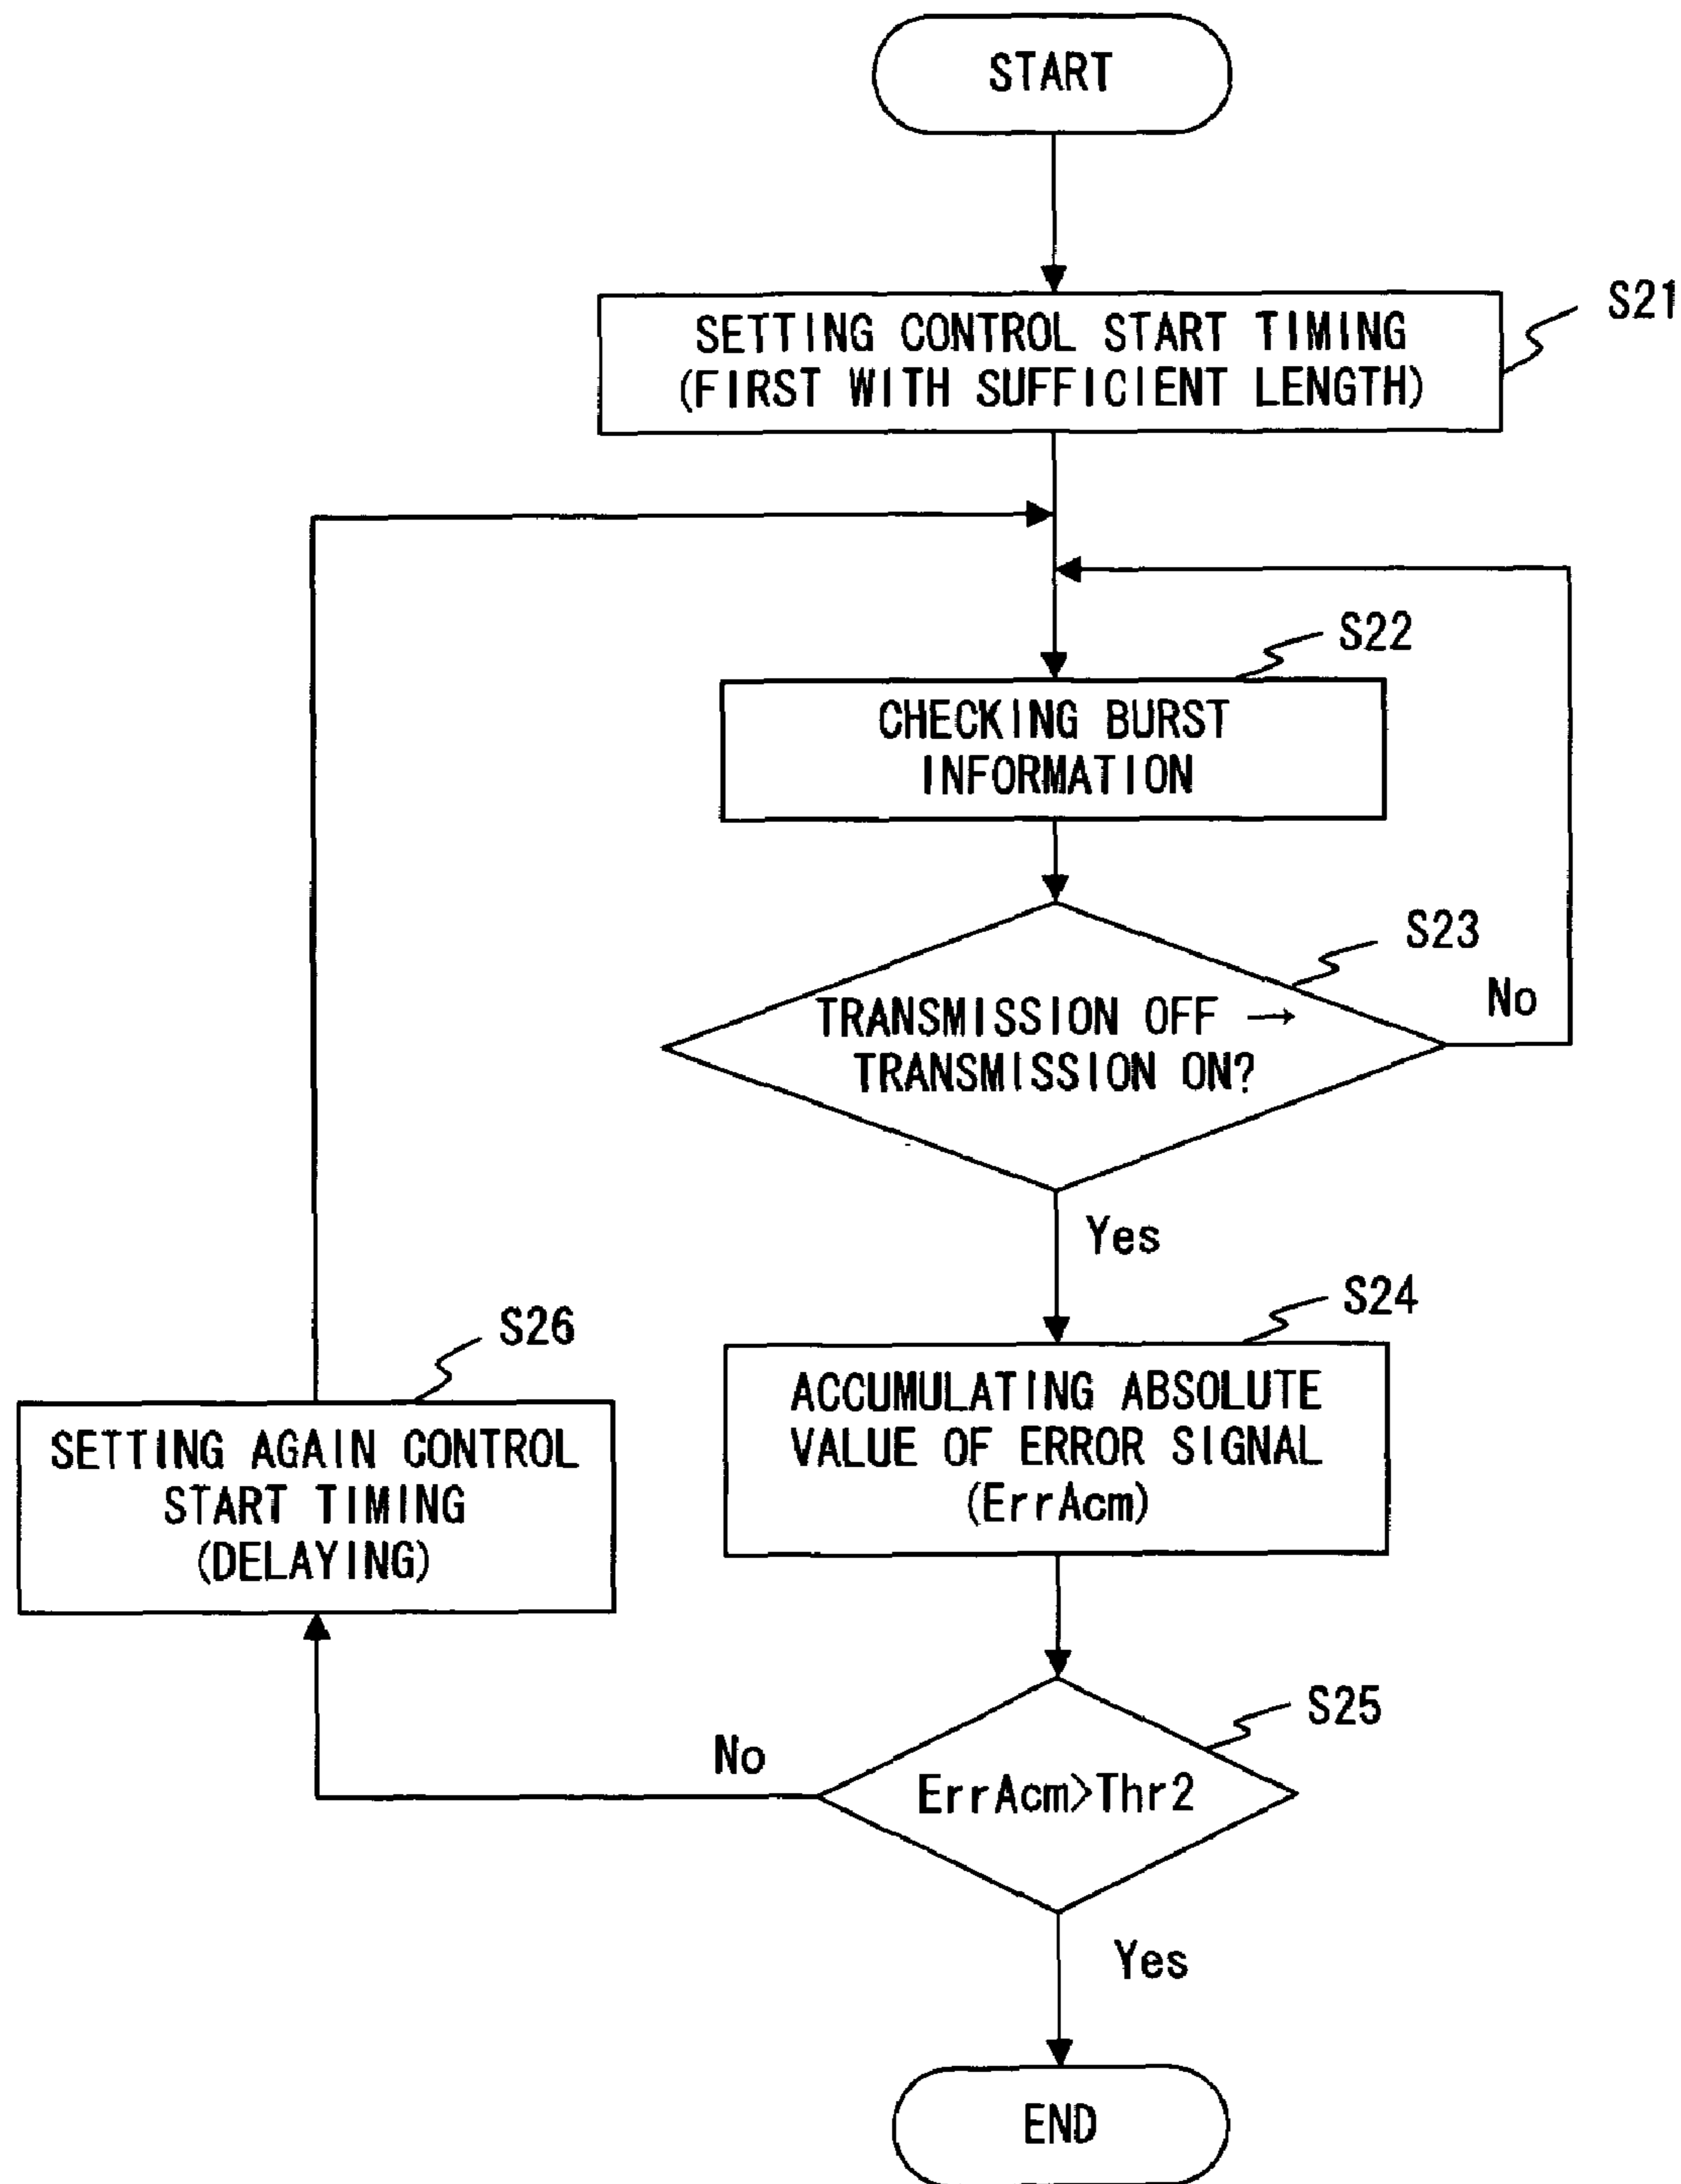 START
S21
SETTING CONTROL START TIMING
(FIRST WITH SUFFICIENT LENGTH)
S22
CHECKING BURST
INFORMATION
S23
TRANSMISSION OFF →
TRANSMISSION ON?
No
Yes
S24
ACCUMULATING ABSOLUTE
VALUE OF ERROR SIGNAL
(ErrAcm)
S26
SETTING AGAIN CONTROL
START TIMING
(DELAYING)
S25
ErrAcm>Thr2
No
Yes
END